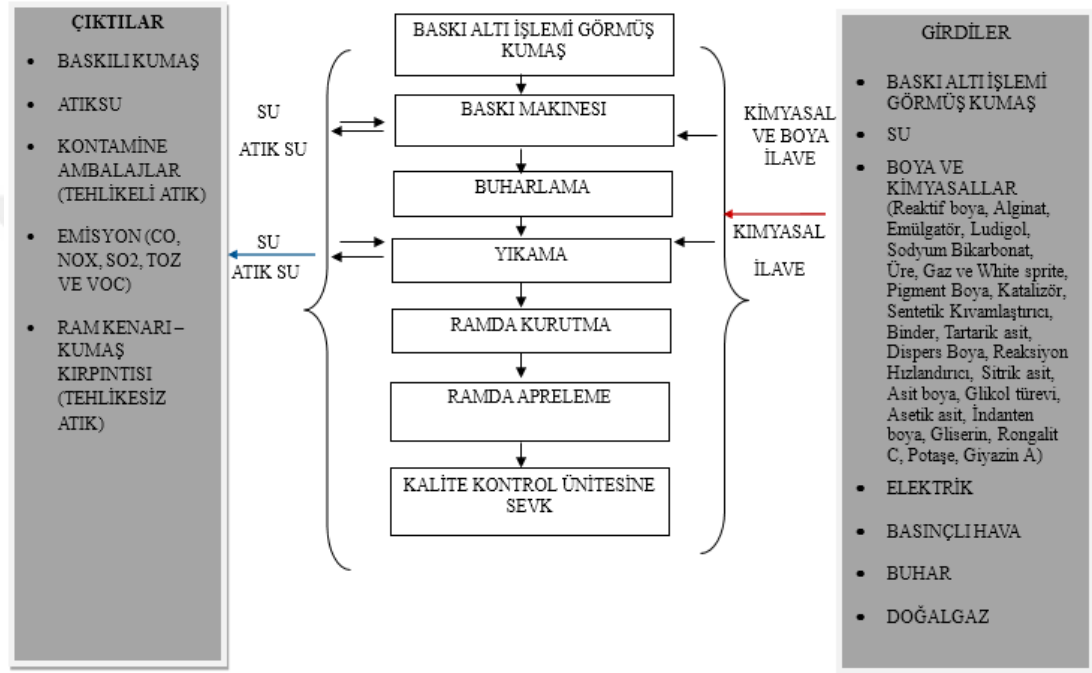 ÇIKTILAR
• BASKILI KUMAŞ
• ATIKSU
• KONTAMİNE
AMBALAJLAR
(TEHLİKELİ ATIK)
• EMİSYON (CO,
NOX, SO2, TOZ
VE VOC)
• RAM KENARI –
KUMAŞ
KIRPINTISI
(TEHLİKESİZ
ATIK)
BASKI ALTI İŞLEMİ GÖRMÜŞ
KUMAŞ
BASKI MAKİNESI
BUHARLAMA
YIKAMA
RAMDA KURUTMA
RAMDA APRELEME
KALİTE KONTROL ÜNİTESİNE
SEVK
SU
ATIK SU
SU
ATIK SU
KİMYASAL
VE BOYA
İLAVE
KIMYASAL
İLAVE
GİRDİLER
• BASKI ALTI İŞLEMİ
GÖRMÜŞ KUMAŞ
• SU
• BOYA VE
KİMYASALLAR
(Reaktif boya, Alginat,
Emülgatör, Ludigol,
Sodyum Bikarbonat,
Üre, Gaz ve White sprite,
Pigment Boya, Katalizör,
Sentetik Kıvamlaştırıcı,
Binder, Tartarik asit,
Dispers Boya, Reaksiyon
Hızlandırıcı, Sitrik asit,
Asit boya, Glikol türevi,
Asetik asit, İndanten
boya, Gliserin, Rongalit
C, Potaşe, Giyazin A)
• ELEKTRİK
• BASINÇLI HAVA
• BUHAR
• DOĞALGAZ